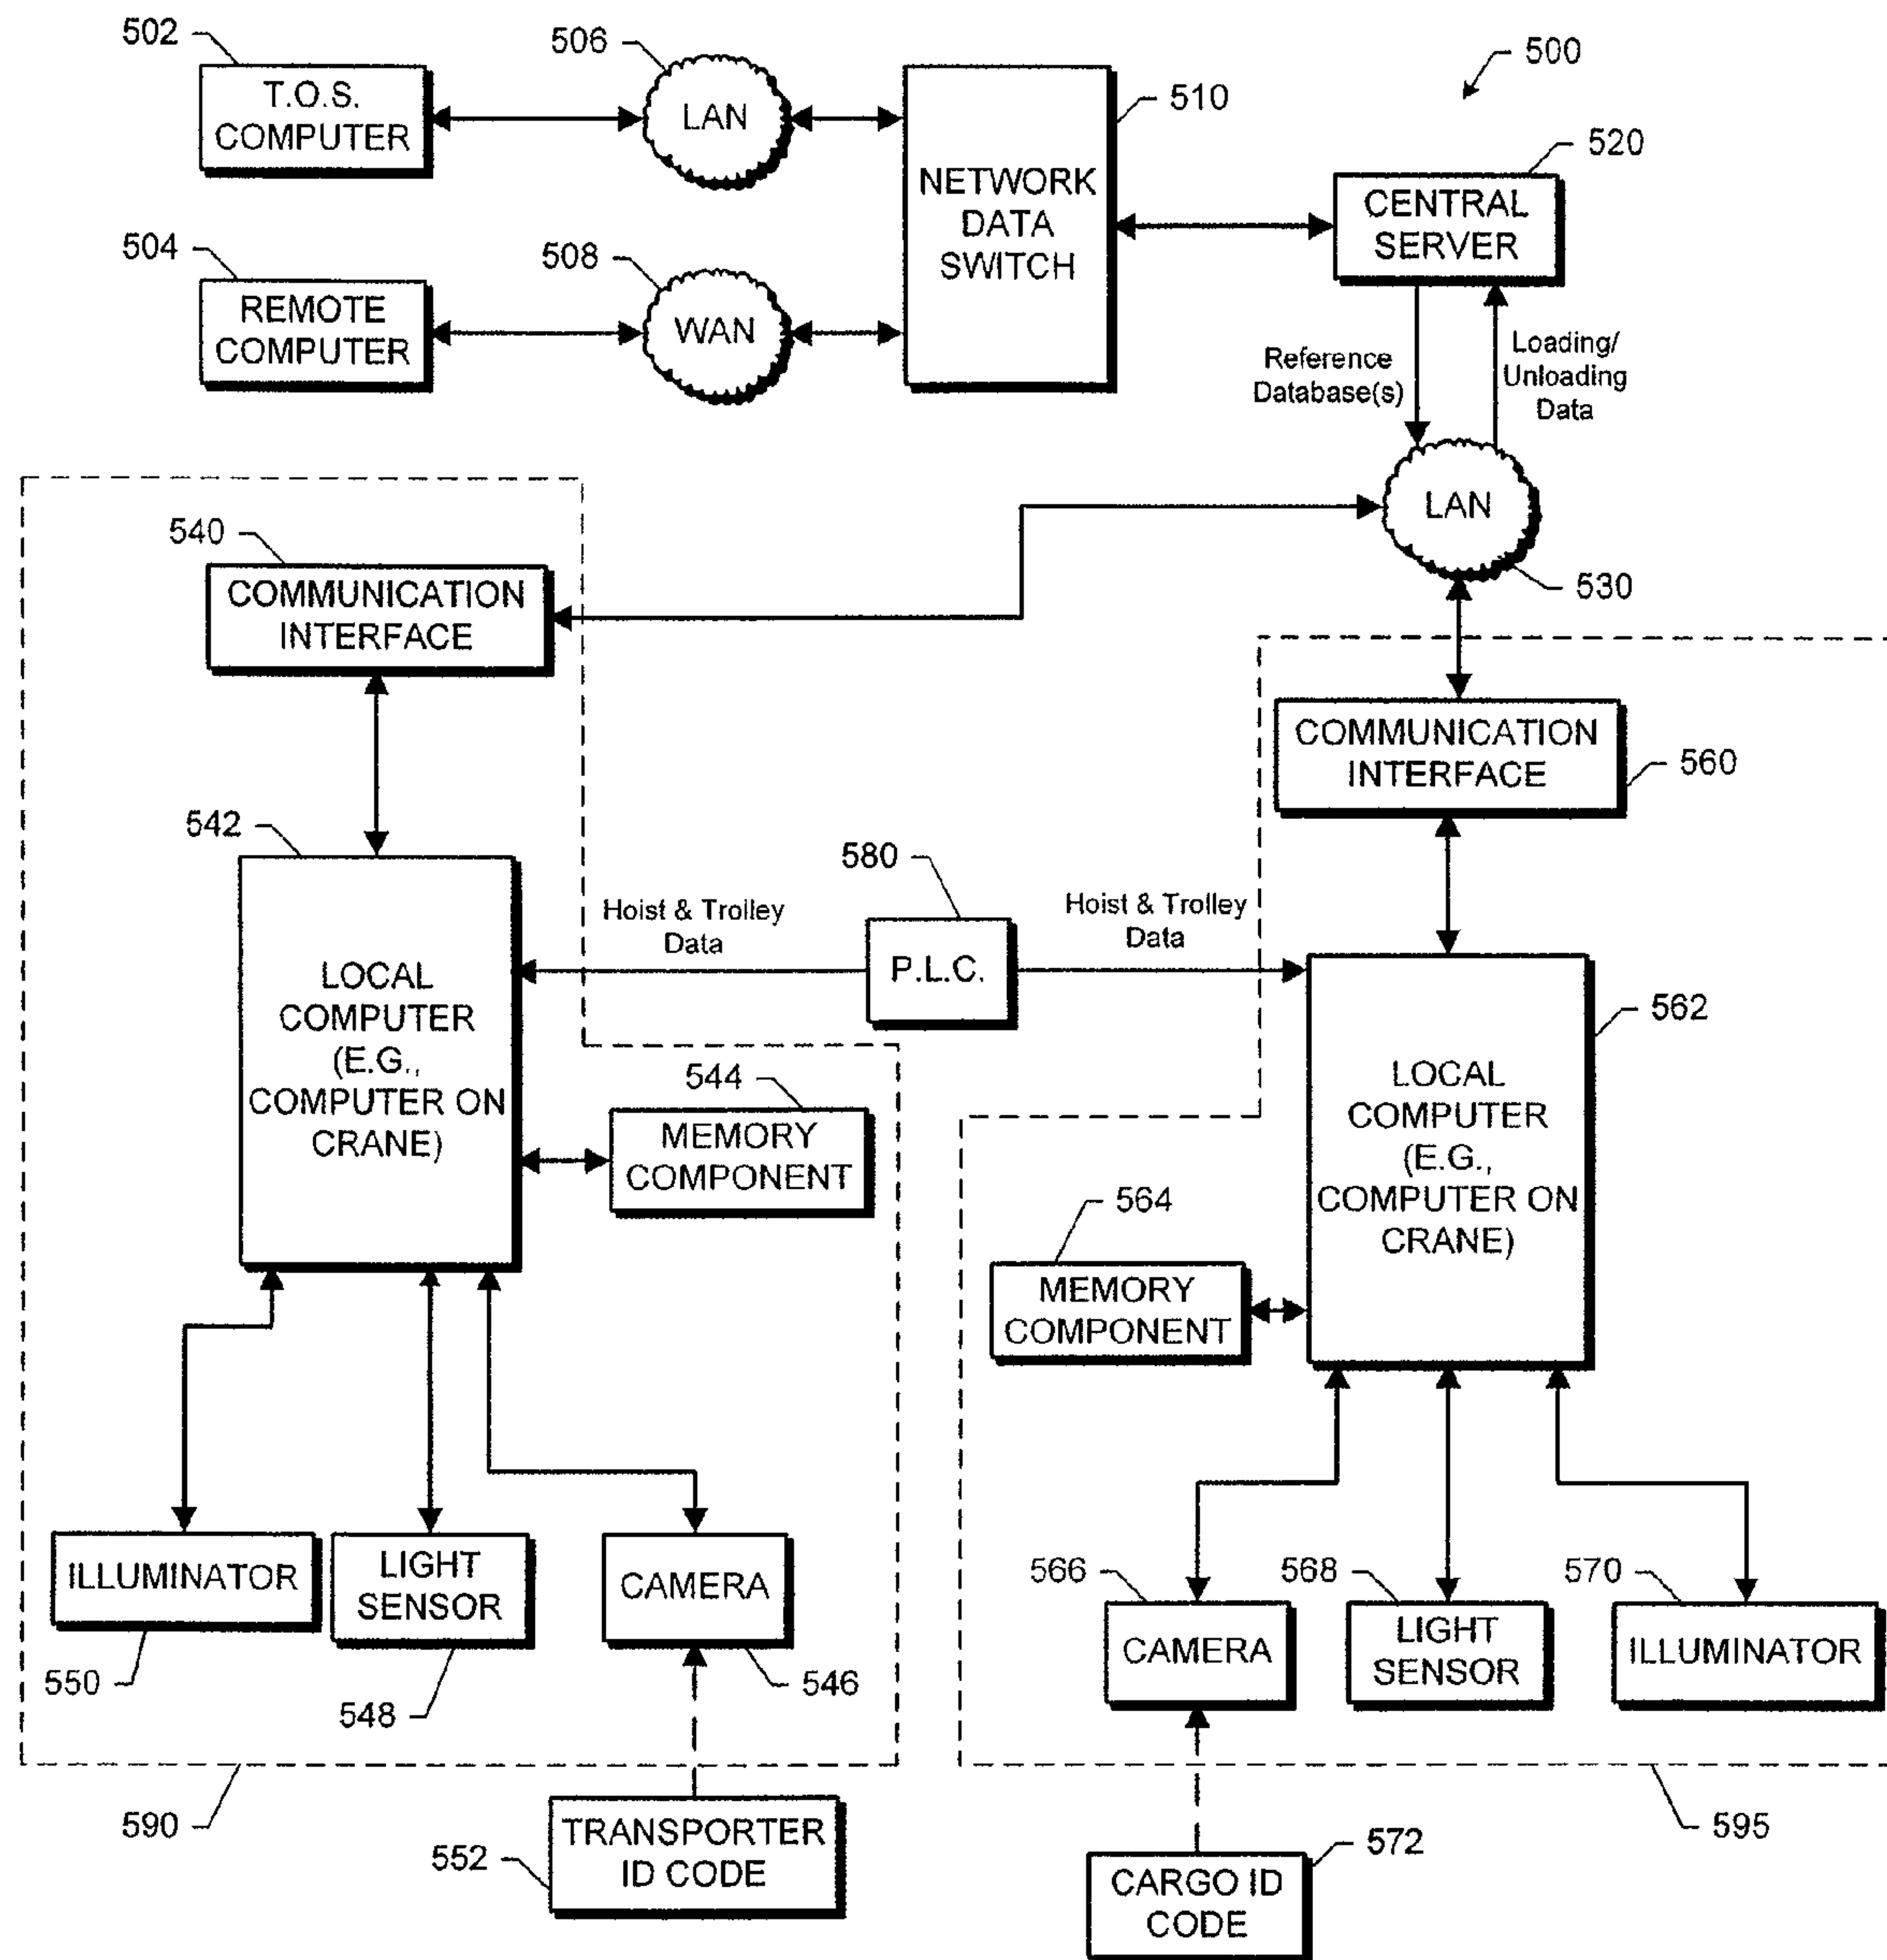 502
506
500
T.O.S.
COMPUTER
LAN
510
520
NETWORK
DATA
SWITCH
CENTRAL
SERVER
504
508
REMOTE
COMPUTER
WAN
Reference
Database(s)
Loading/
Unloading
Data
LAN
530
540
COMMUNICATION
INTERFACE
COMMUNICATION
INTERFACE
560
542
580
Hoist & Trolley
Data
Hoist & Trolley
Data
P.L.C.
LOCAL
COMPUTER
(E.G.,
COMPUTER ON
CRANE)
562
544
MEMORY
COMPONENT
LOCAL
COMPUTER
(E.G.,
COMPUTER ON
CRANE)
564
MEMORY
COMPONENT
ILLUMINATOR
LIGHT
SENSOR
CAMERA
550
548
546
566
568
570
CAMERA
LIGHT
SENSOR
ILLUMINATOR
590
595
552
TRANSPORTER
ID CODE
572
CARGO ID
CODE